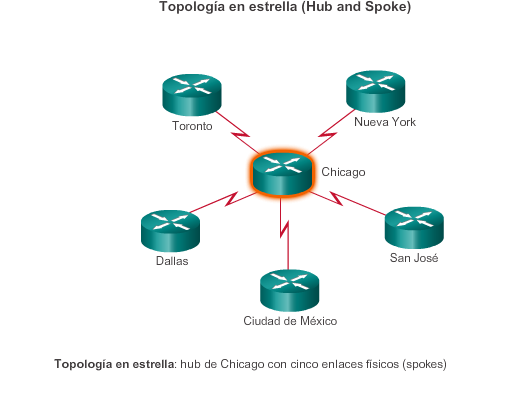 Topología en estrella (Hub and Spoke)
Toronto
Nueva York
Chicago
Dallas
San José
Ciudad de México
Topología en estrella: hub de Chicago con cinco enlaces físicos (spokes)